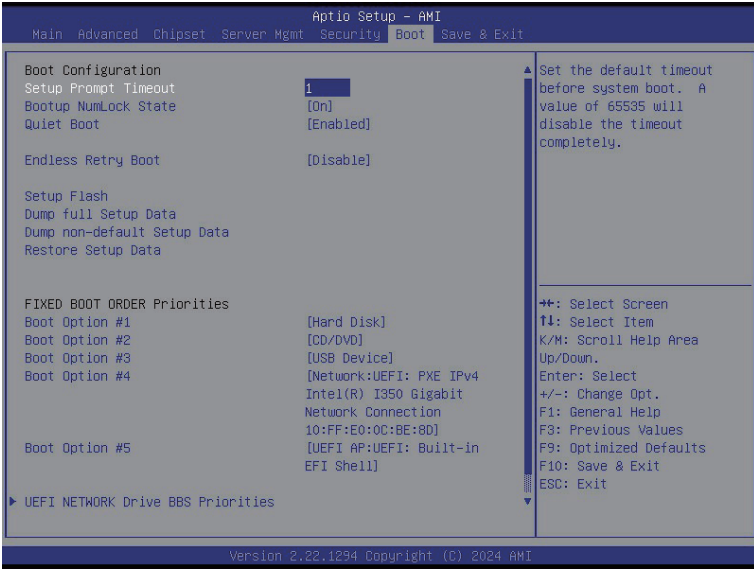 Aptio Setup - AMI
Main Advanced Chipset Server Mgmt Security Boot Save & Exit
Boot Configuration
Setup Prompt Timeout 1
Bootup NumLock State [On]
Quiet Boot [Enabled]
Endless Retry Boot [Disable]
Setup Flash
Dump full Setup Data
Dump non-default Setup Data
Restore Setup Data
FIXED BOOT ORDER Priorities
Boot Option #1 [Hard Disk]
Boot Option #2 [CD/DVD]
Boot Option #3 [USB Device]
Boot Option #4 [Network:UEFI: PXE IPv4
Intel(R) I350 Gigabit
Network Connection
10:FF:E0:0C:BE:8D]
Boot Option #5 [UEFI AP:UEFI: Built-in
EFI Shell]
UEFI NETWORK Drive BBS Priorities
Set the default timeout
before system boot. A
value of 65535 will
disable the timeout
completely.
→←: Select Screen
↑↓: Select Item
K/M: Scroll Help Area
Up/Down.
Enter: Select
+/-: Change Opt.
F1: General Help
F3: Previous Values
F9: Optimized Defaults
F10: Save & Exit
ESC: Exit
Version 2.22.1294 Copyright (C) 2024 AMI